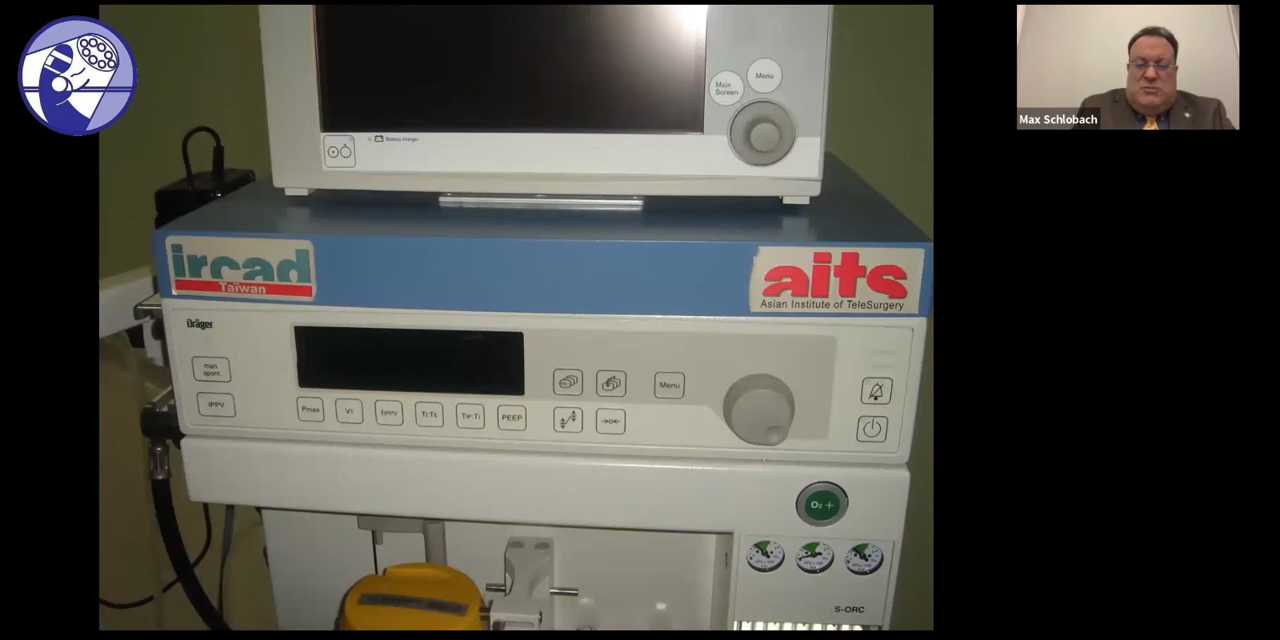 Main
Screen
Menu
Battery charger
ircad
Taiwan
aits
Asian Institute of TeleSurgery
Dräger
man
spont.
IPPV
Pmax
VT
fIPPV
TI:TE
TIP:TI
PEEP
Menu
O2+
S-ORC
Max Schlobach